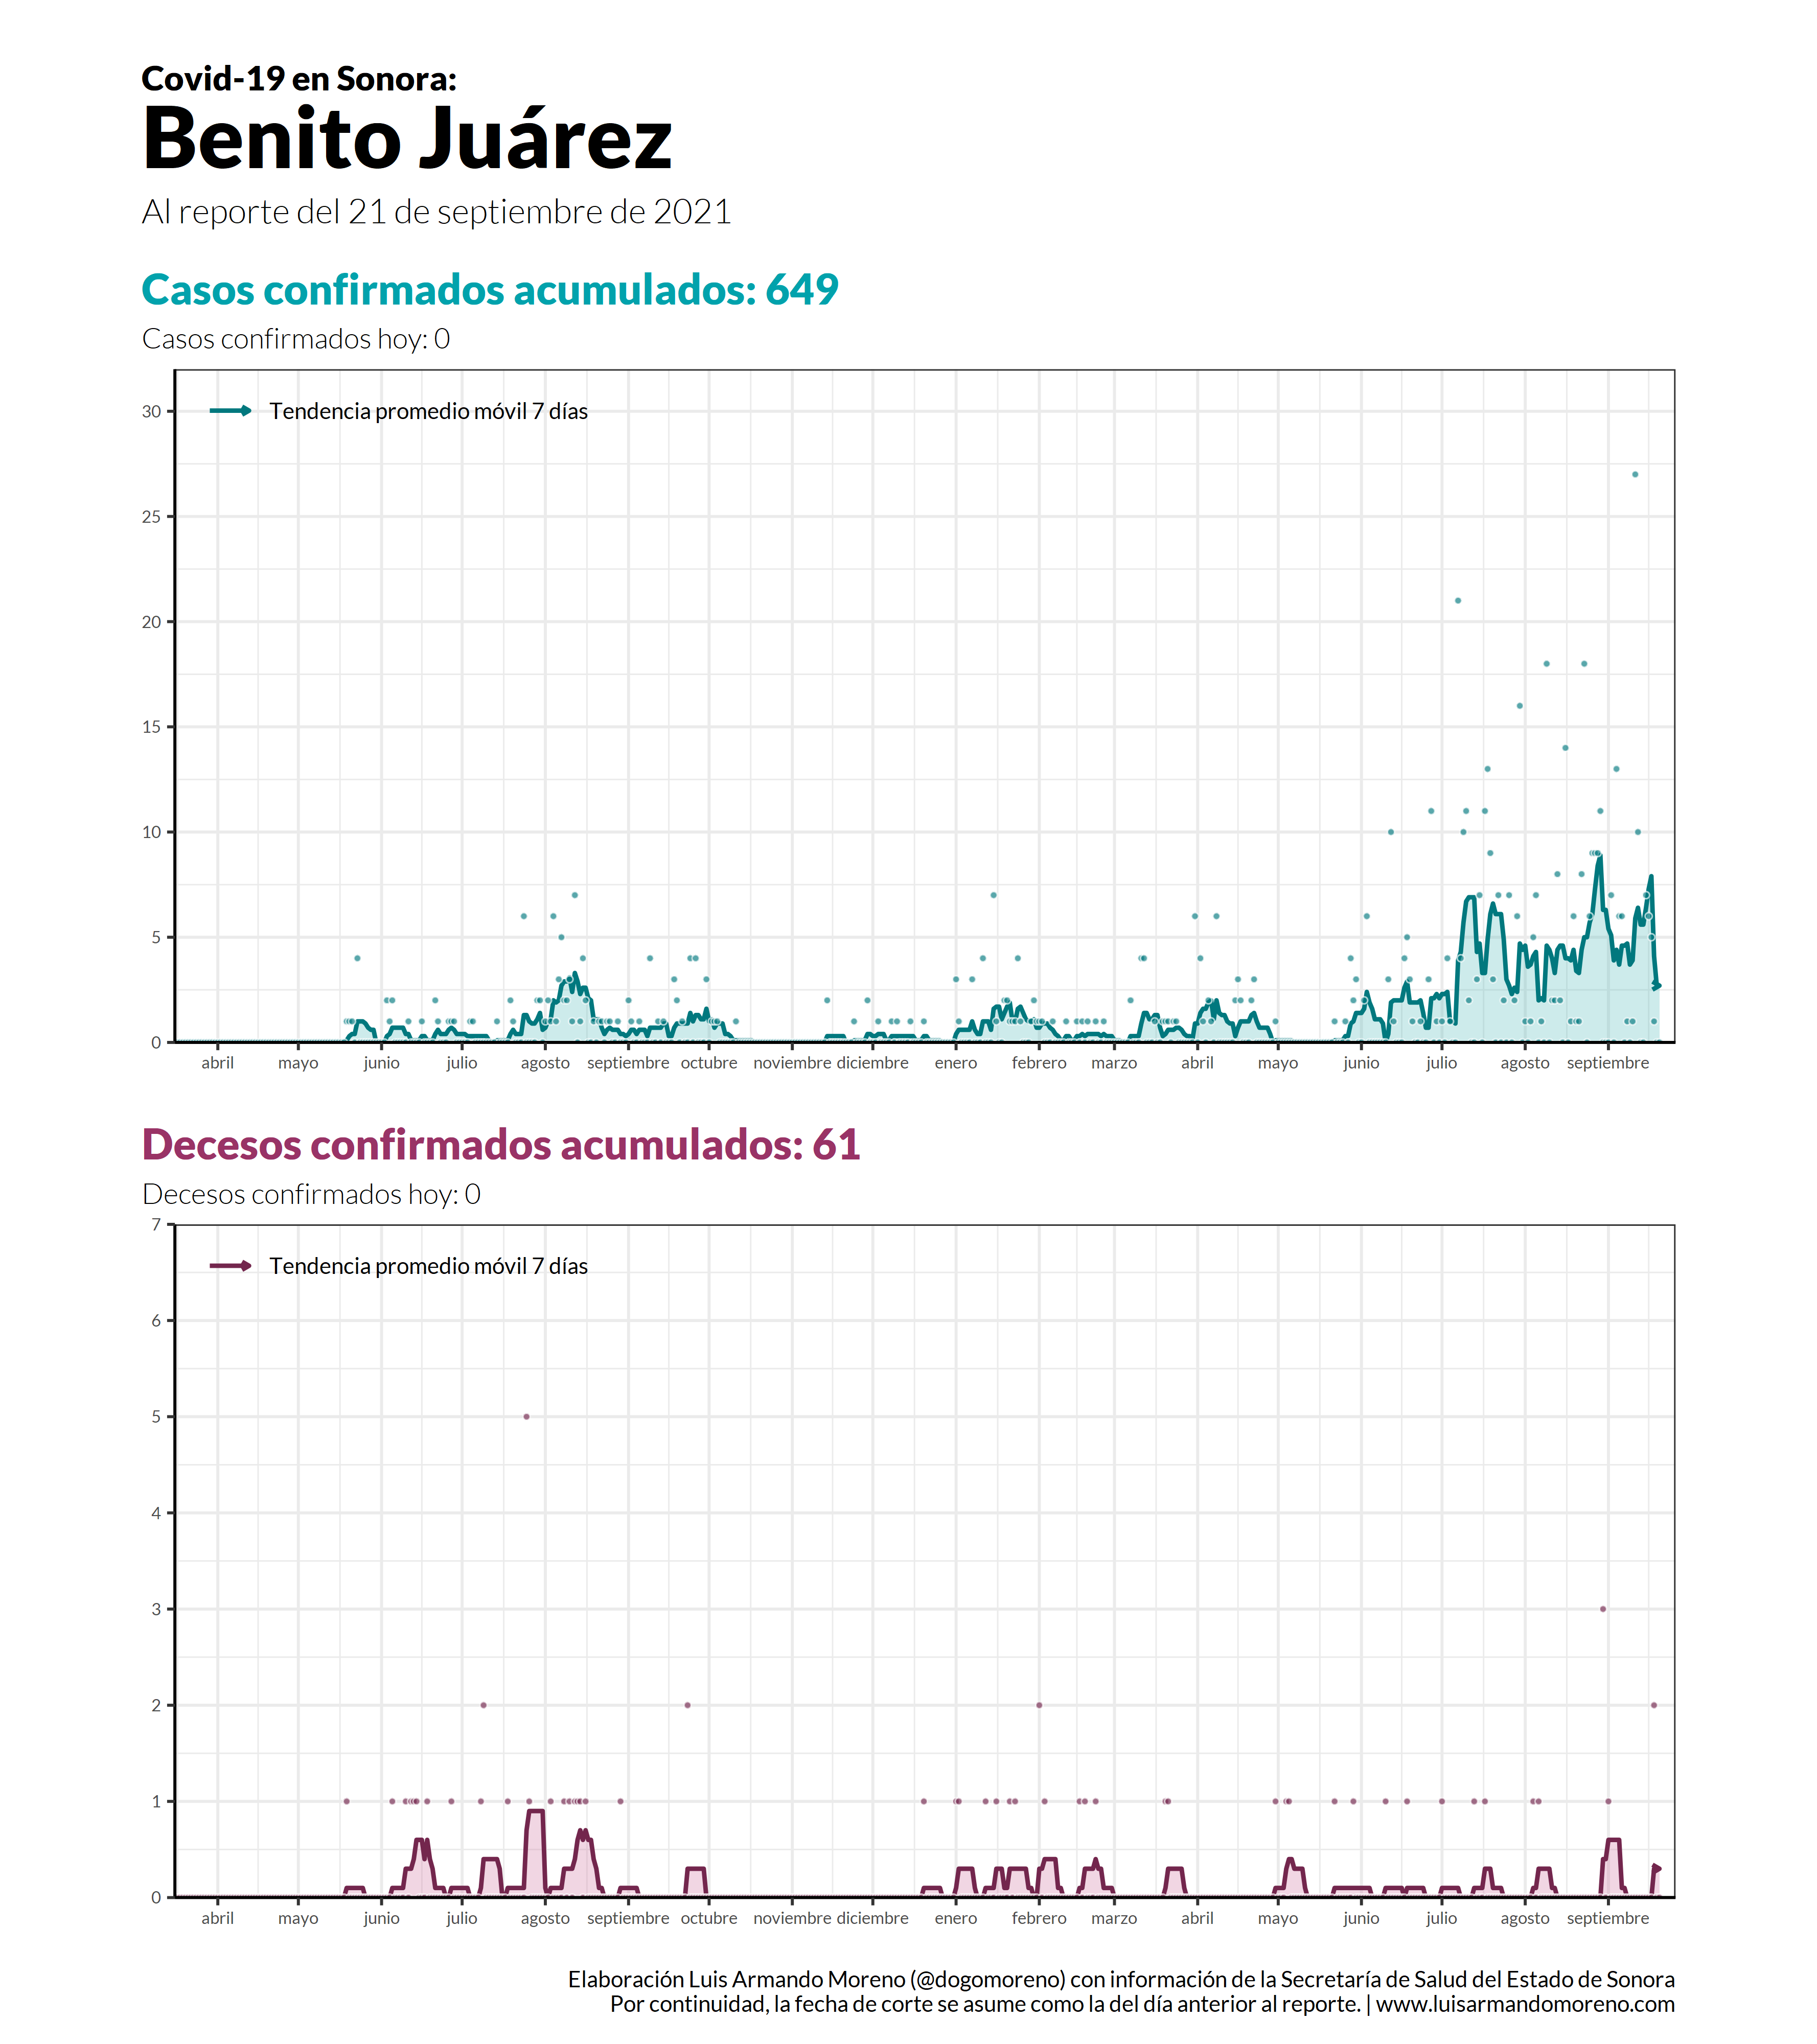 Covid-19 en Sonora:
Benito Juárez
Al reporte del 21 de septiembre de 2021
Casos confirmados acumulados: 649
Casos confirmados hoy: 0
Tendencia promedio móvil 7 días
30
25
20
15
10
5
0
abril mayo junio julio agosto septiembre octubre noviembre diciembre enero febrero marzo abril mayo junio julio agosto septiembre
Decesos confirmados acumulados: 61
Decesos confirmados hoy: 0
Tendencia promedio móvil 7 días
7
6
5
4
3
2
1
0
abril mayo junio julio agosto septiembre octubre noviembre diciembre enero febrero marzo abril mayo junio julio agosto septiembre
Elaboración Luis Armando Moreno (@dogomoreno) con información de la Secretaría de Salud del Estado de Sonora
Por continuidad, la fecha de corte se asume como la del día anterior al reporte. | www.luisarmandomoreno.com